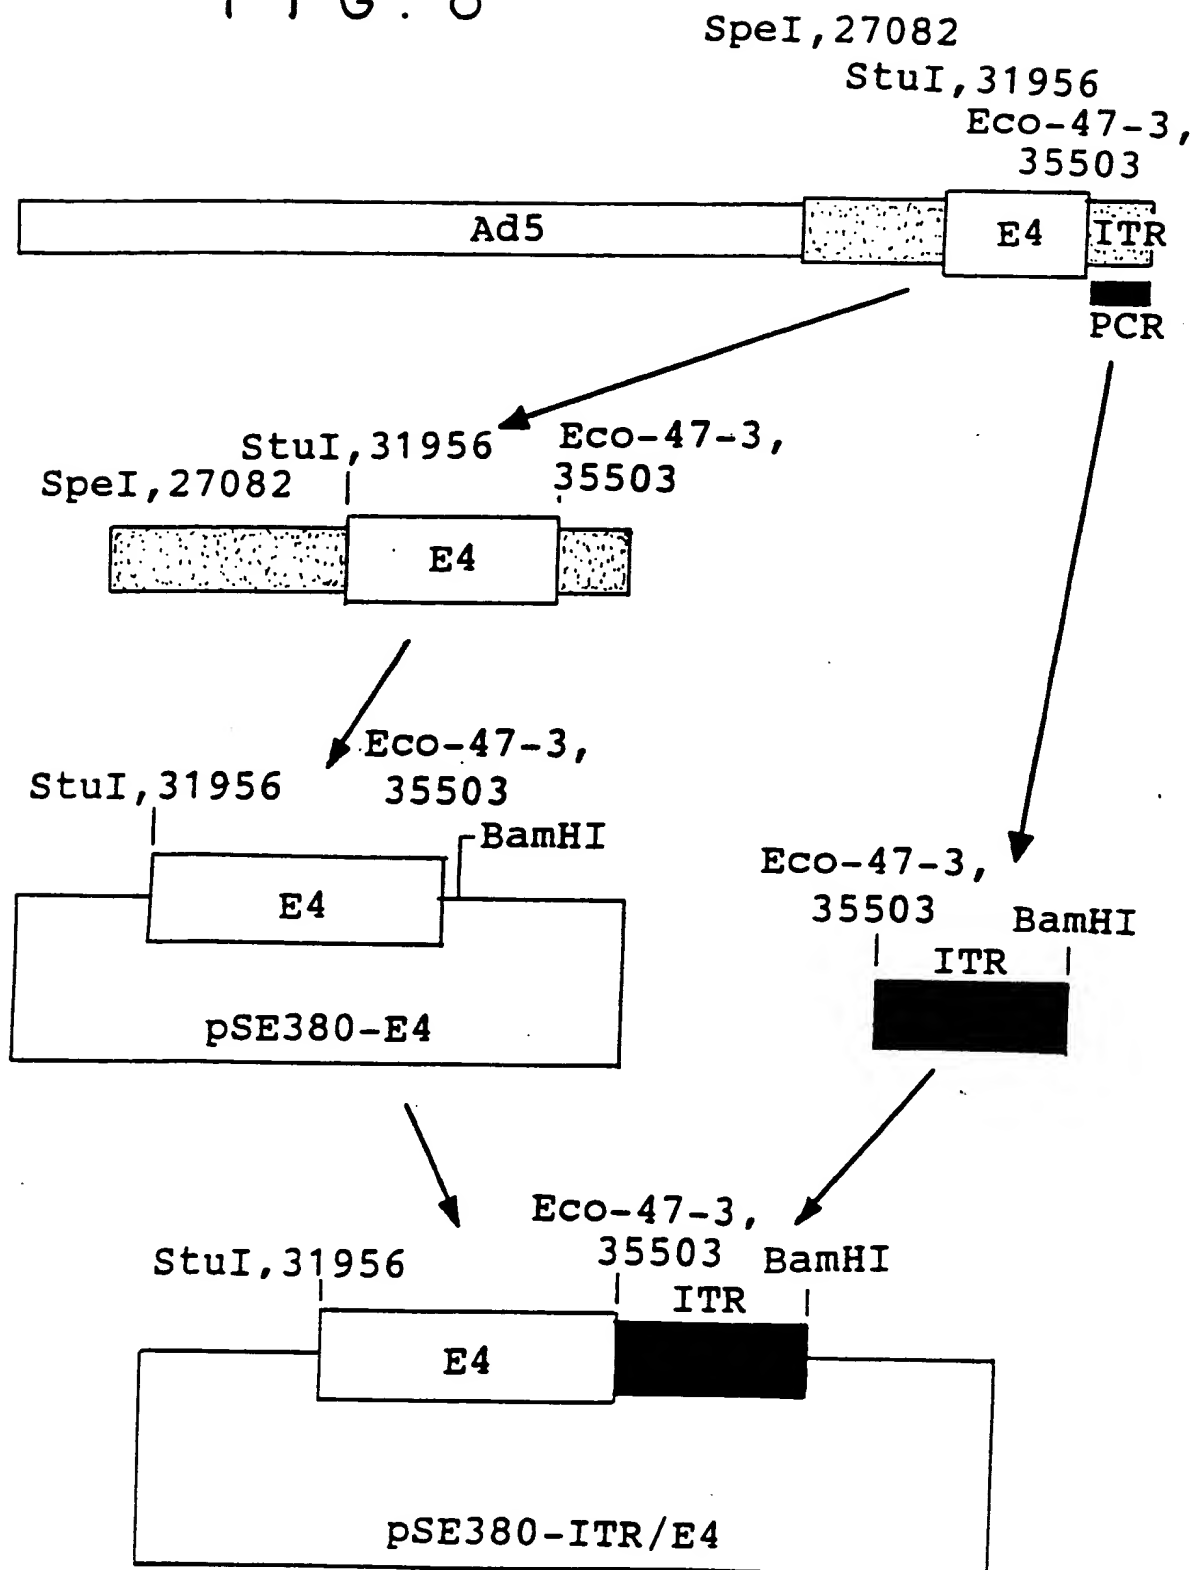 FIG. 8
SpeI,27082
StuI,31956
Eco-47-3,
35503
Ad5
E4
ITR
PCR
StuI,31956
Eco-47-3,
35503
SpeI,27082
E4
Eco-47-3,
35503
StuI,31956
BamHI
E4
pSE380-E4
Eco-47-3,
35503
BamHI
ITR
Eco-47-3,
35503
StuI,31956
BamHI
ITR
E4
pSE380-ITR/E4